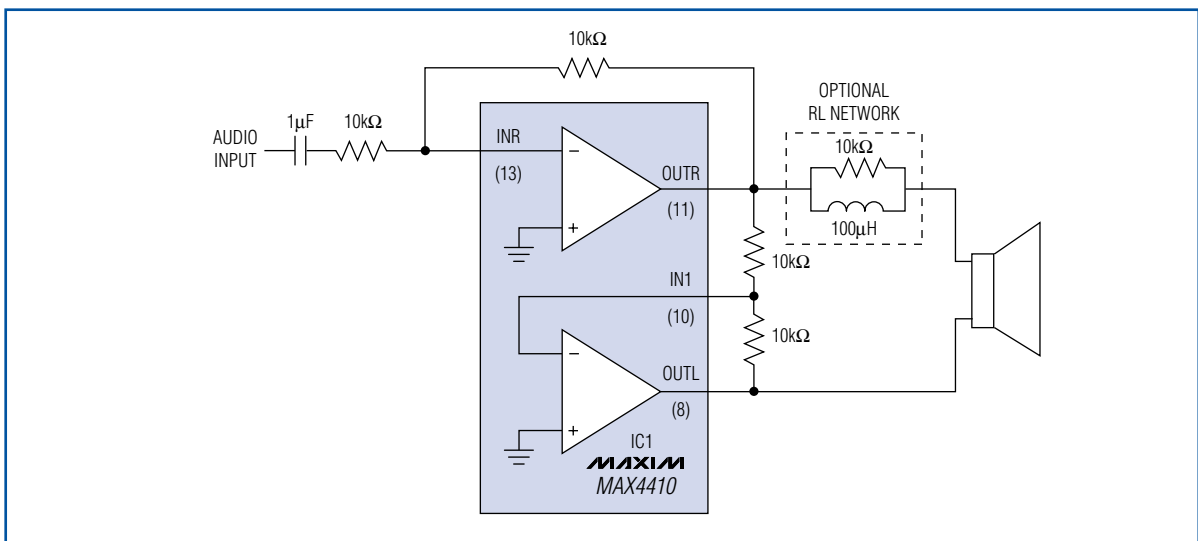 10kΩ
OPTIONAL
RL NETWORK
AUDIO
INPUT
1μF
10kΩ
INR
(13)
−
+
OUTR
(11)
10kΩ
100μH
10kΩ
IN1
(10)
10kΩ
−
+
OUTL
(8)
IC1
MAXIM
MAX4410